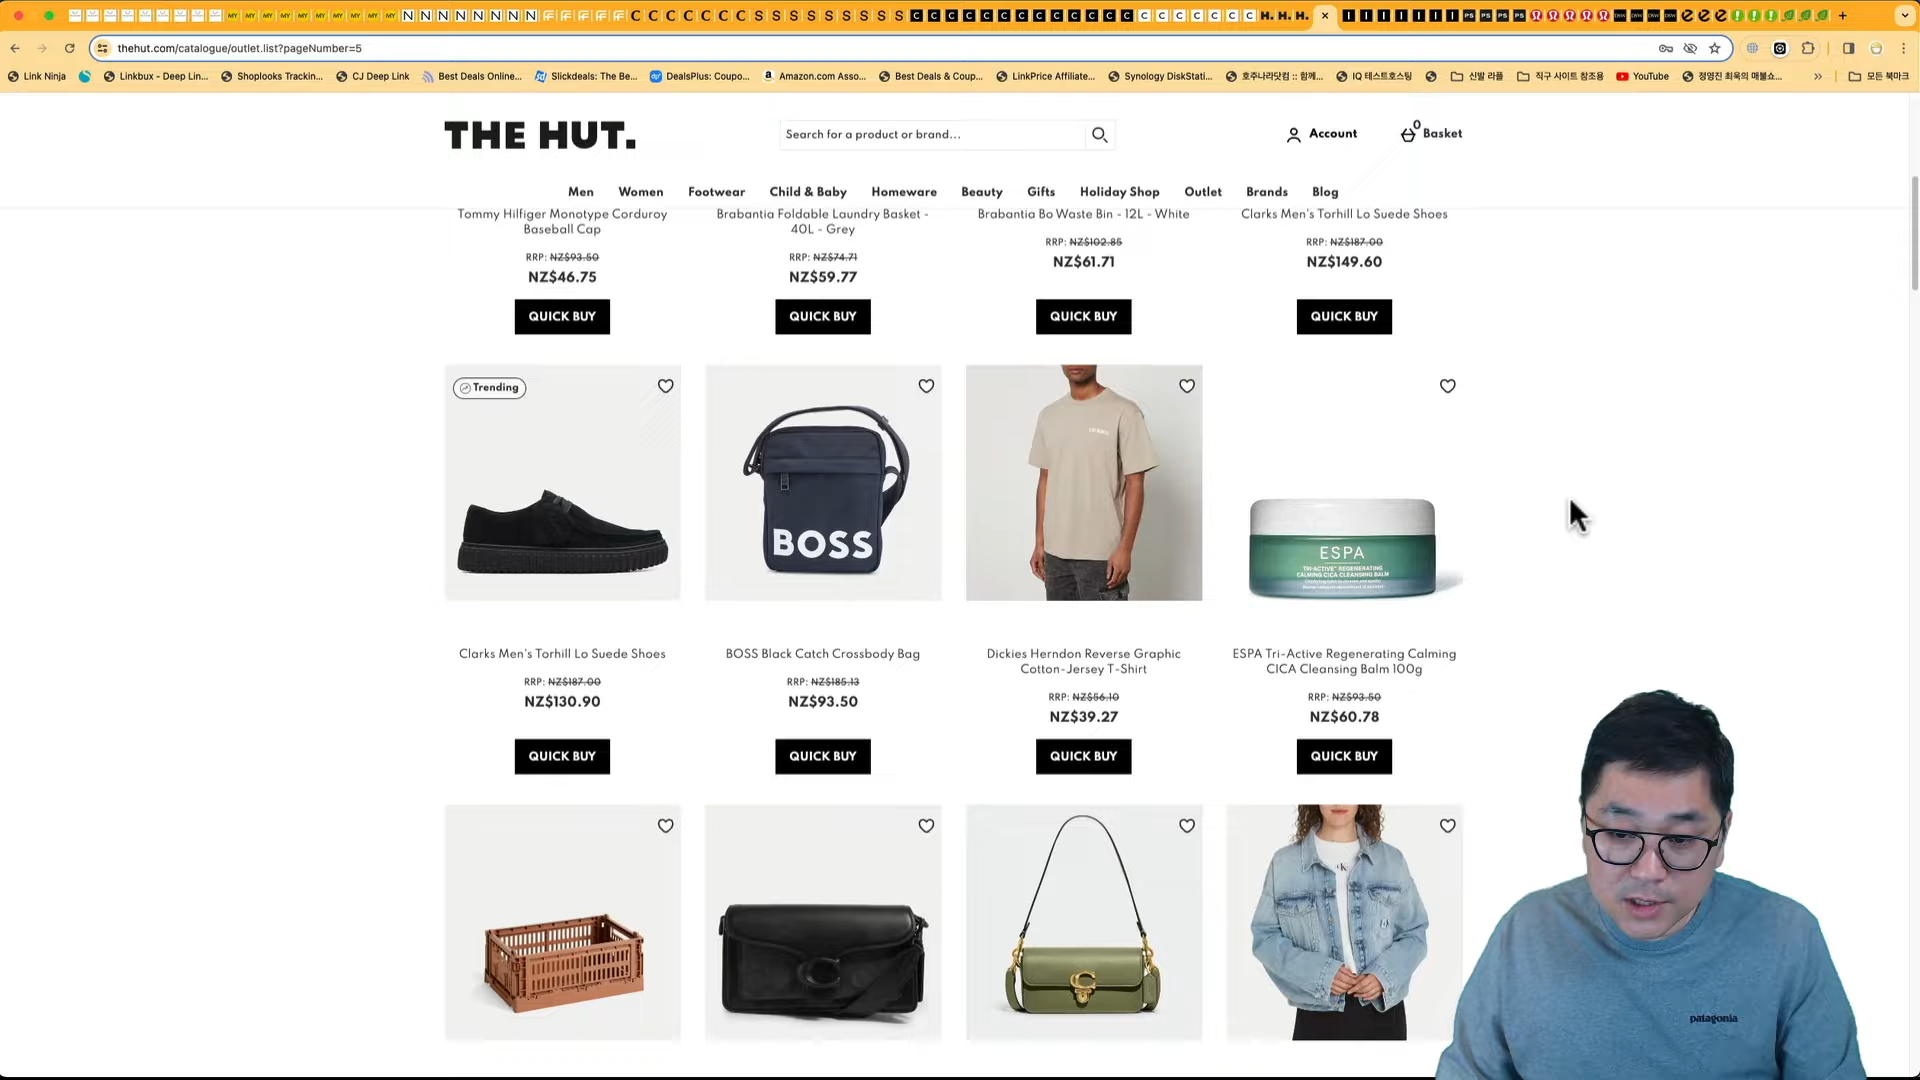 thehut.com/catalogue/outlet.list?pageNumber=5
Link Ninja
Linkbux - Deep Lin...
Shoplooks Trackin...
CJ Deep Link
Best Deals Online...
Slickdeals: The Be...
DealsPlus: Coupo...
Amazon.com Asso...
Best Deals & Coup...
LinkPrice Affiliate...
Synology DiskStati...
호주나라닷컴 :: 함께...
IQ 테스트호스팅
신발 라플
직구 사이트 참조용
YouTube
정영진 최욱의 매불쇼...
모든 북마크
THE HUT.
Search for a product or brand...
Account
0
Basket
Men
Women
Footwear
Child & Baby
Homeware
Beauty
Gifts
Holiday Shop
Outlet
Brands
Blog
Tommy Hilfiger Monotype Corduroy
Baseball Cap
RRP: NZ$93.50
NZ$46.75
QUICK BUY
Brabantia Foldable Laundry Basket -
40L - Grey
RRP: NZ$74.71
NZ$59.77
QUICK BUY
Brabantia Bo Waste Bin - 12L - White
RRP: NZ$102.85
NZ$61.71
QUICK BUY
Clarks Men's Torhill Lo Suede Shoes
RRP: NZ$187.00
NZ$149.60
QUICK BUY
Trending
BOSS
ESPA
TRI-ACTIVE™ REGENERATING
CALMING CICA CLEANSING BALM
Clarks Men's Torhill Lo Suede Shoes
RRP: NZ$187.00
NZ$130.90
QUICK BUY
BOSS Black Catch Crossbody Bag
RRP: NZ$185.13
NZ$93.50
QUICK BUY
Dickies Herndon Reverse Graphic
Cotton-Jersey T-Shirt
RRP: NZ$56.10
NZ$39.27
QUICK BUY
ESPA Tri-Active Regenerating Calming
CICA Cleansing Balm 100g
RRP: NZ$93.50
NZ$60.78
QUICK BUY
patagonia